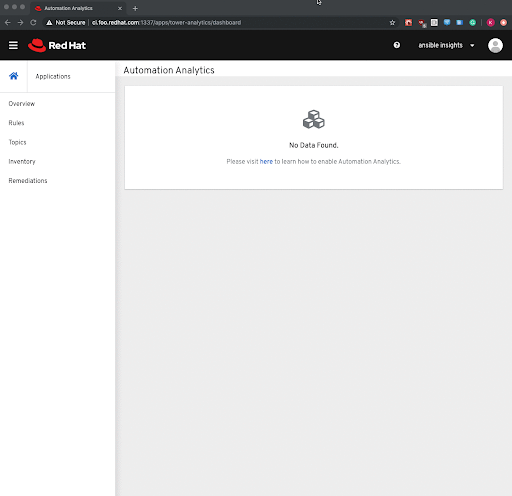 Automation Analytics
Not Secure | ci.foo.redhat.com:1337/apps/tower-analytics/dashboard
Red Hat
ansible insights
Applications
Automation Analytics
Overview
Rules
Topics
Inventory
Remediations
No Data Found.
Please visit here to learn how to enable Automation Analytics.